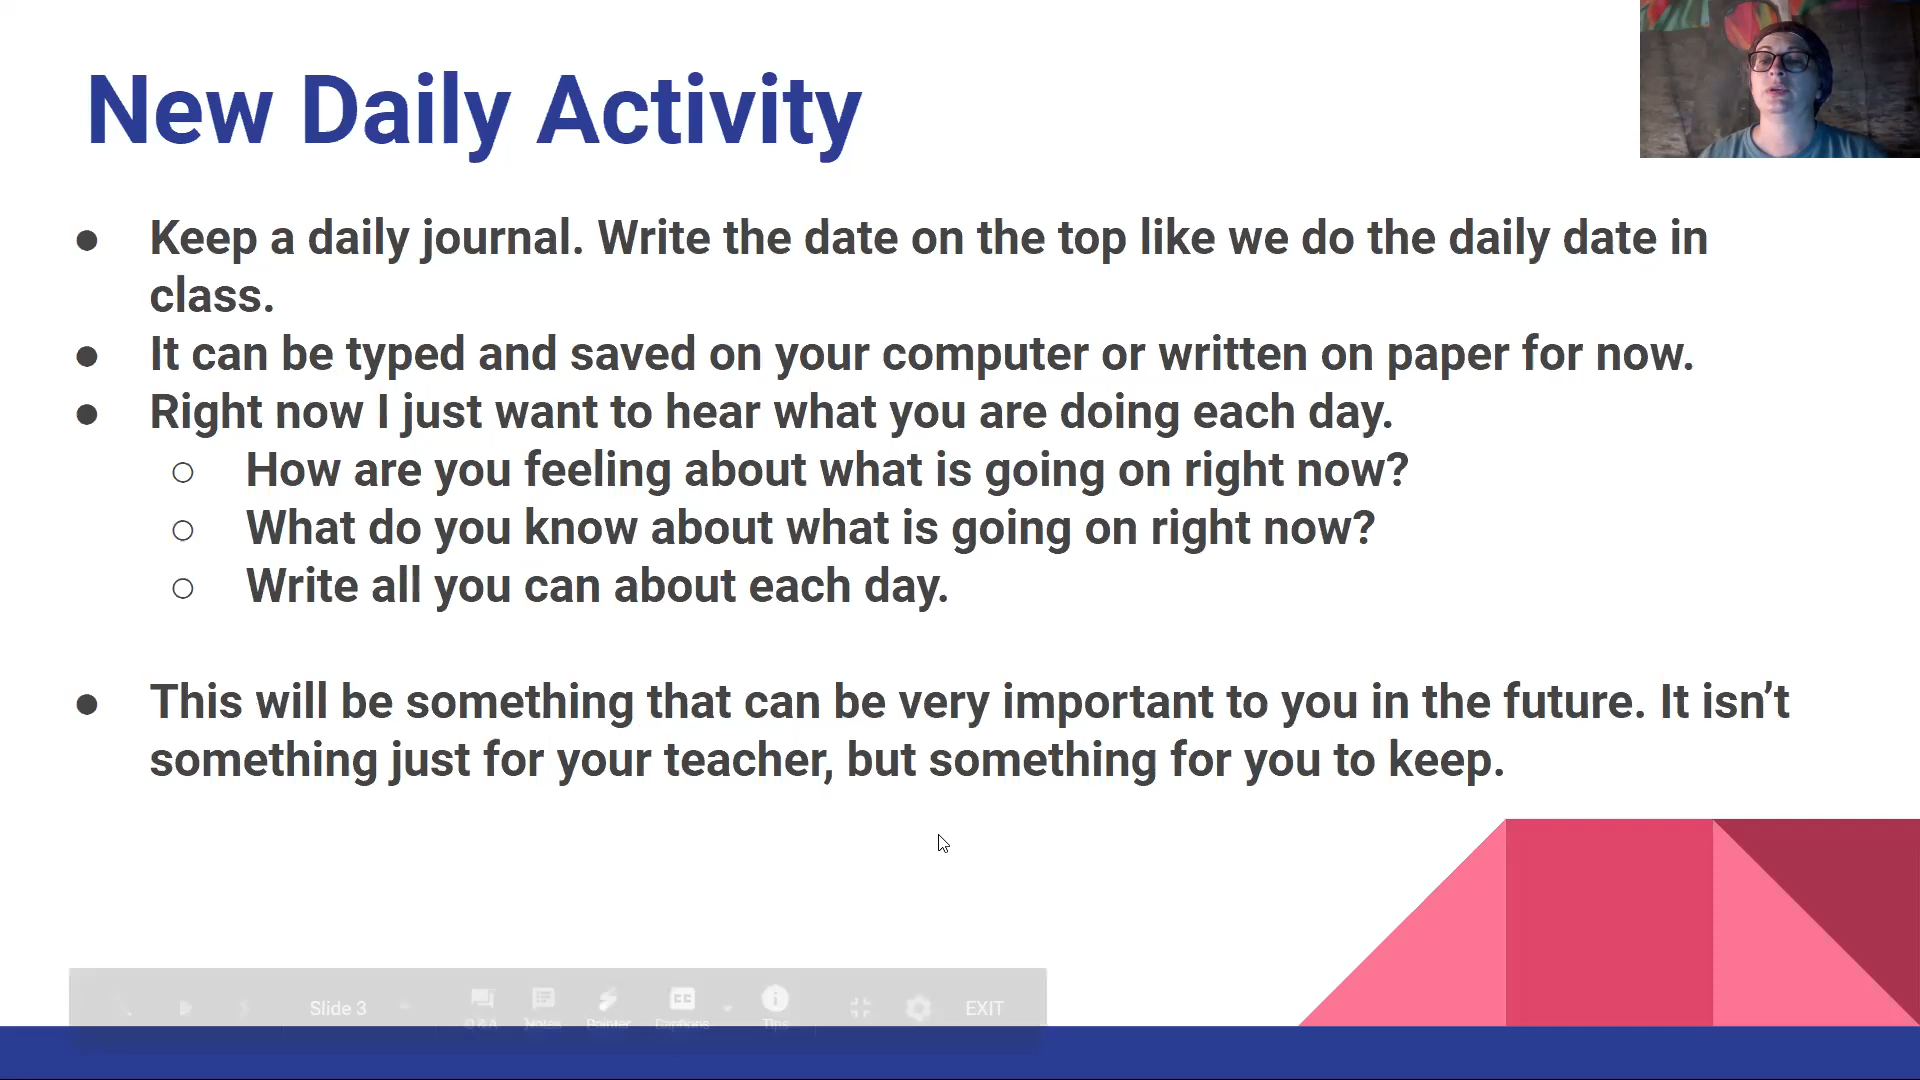 New Daily Activity
● Keep a daily journal. Write the date on the top like we do the daily date in
class.
● It can be typed and saved on your computer or written on paper for now.
● Right now I just want to hear what you are doing each day.
○ How are you feeling about what is going on right now?
○ What do you know about what is going on right now?
○ Write all you can about each day.
● This will be something that can be very important to you in the future. It isn’t
something just for your teacher, but something for you to keep.
Slide 3 CC EXIT
Q&A Notes Pointer Captions Tips